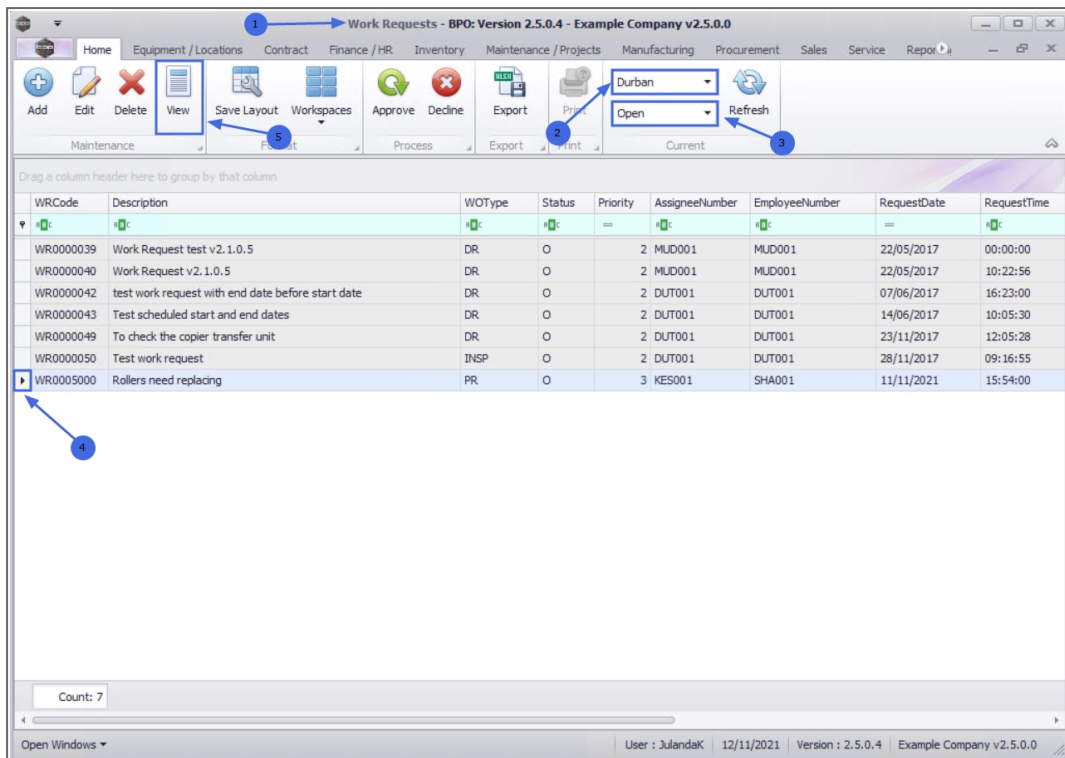 1
Work Requests - BPO: Version 2.5.0.4 - Example Company v2.5.0.0
Home Equipment / Locations Contract Finance / HR Inventory Maintenance / Projects Manufacturing Procurement Sales Service
Add Edit Delete View Save Layout Workspaces Approve Decline Export Print Durban Refresh
Open
5 2 3
Maintenance Process Export Print Current
Drag a column header here to group by that column
WRCode Description WOType Status Priority AssigneeNumber EmployeeNumber RequestDate RequestTime
WR0000039 Work Request test v2.1.0.5 DR O 2 MUD001 MUD001 22/05/2017 00:00:00
WR0000040 Work Request v2.1.0.5 DR O 2 MUD001 MUD001 22/05/2017 10:22:56
WR0000042 test work request with end date before start date DR O 2 DUT001 DUT001 07/06/2017 16:23:00
WR0000043 Test scheduled start and end dates DR O 2 DUT001 DUT001 14/06/2017 10:05:30
WR0000049 To check the copier transfer unit DR O 2 DUT001 DUT001 23/11/2017 12:05:28
WR0000050 Test work request INSP O 2 DUT001 DUT001 28/11/2017 09:16:55
WR0005000 Rollers need replacing PR O 3 KES001 SHA001 11/11/2021 15:54:00
4
Count: 7
Open Windows User : JulandaK 12/11/2021 Version : 2.5.0.4 Example Company v2.5.0.0